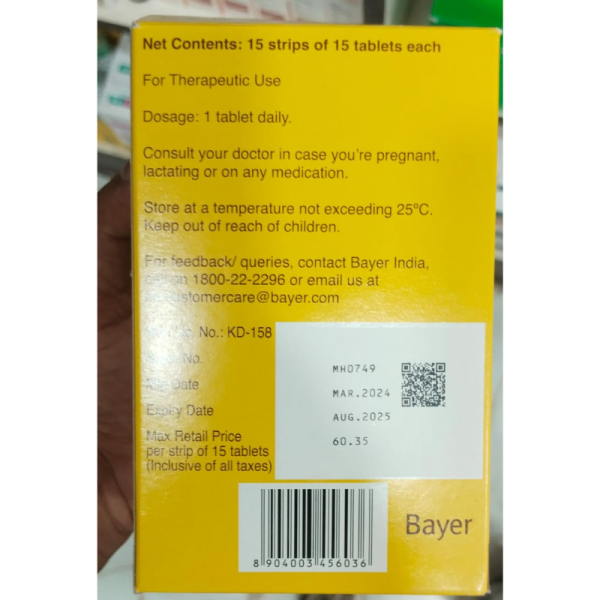 Net Contents: 15 strips of 15 tablets each
For Therapeutic Use
Dosage: 1 tablet daily.
Consult your doctor in case you're pregnant,
lactating or on any medication.
Store at a temperature not exceeding 25°C.
Keep out of reach of children.
For feedback/ queries, contact Bayer India,
on 1800-22-2296 or email us at
customercare@bayer.com
No.: KD-158
No. MH0749
Date MAR.2024
Expiry Date AUG.2025
Max Retail Price 60.35
per strip of 15 tablets
(Inclusive of all taxes)
8 904003 456036
Bayer